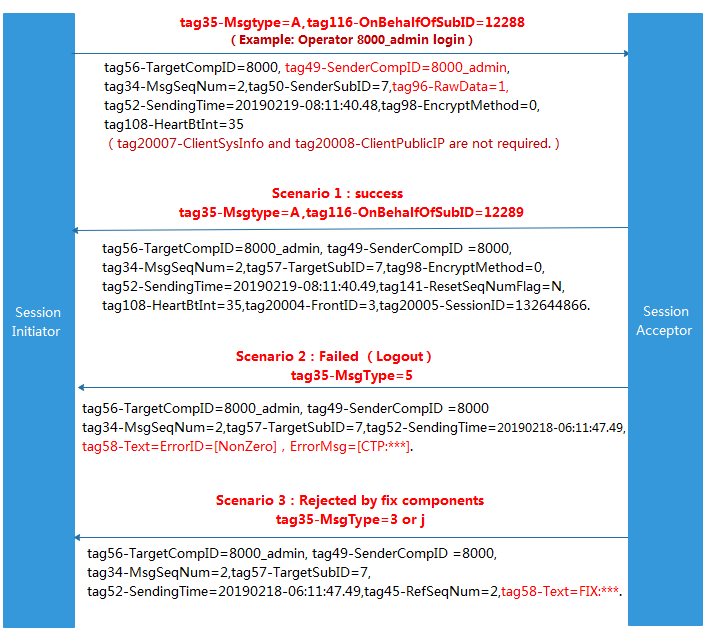 tag35-Msgtype=A,tag116-OnBehalfOfSubID=12288
（Example: Operator 8000_admin login）
tag56-TargetCompID=8000, tag49-SenderCompID=8000_admin,
tag34-MsgSeqNum=2,tag50-SenderSubID=7,tag96-RawData=1,
tag52-SendingTime=20190219-08:11:40.48,tag98-EncryptMethod=0,
tag108-HeartBtInt=35
（tag20007-ClientSysInfo and tag20008-ClientPublicIP are not required.）
Scenario 1：success
tag35-Msgtype=A,tag116-OnBehalfOfSubID=12289
tag56-TargetCompID=8000_admin, tag49-SenderCompID =8000,
tag34-MsgSeqNum=2,tag57-TargetSubID=7,tag98-EncryptMethod=0,
tag52-SendingTime=20190219-08:11:40.49,tag141-ResetSeqNumFlag=N,
tag108-HeartBtInt=35,tag20004-FrontID=3,tag20005-SessionID=132644866.
Session
Initiator
Session
Acceptor
Scenario 2：Failed （Logout）
tag35-MsgType=5
tag56-TargetCompID=8000_admin, tag49-SenderCompID =8000
tag34-MsgSeqNum=2,tag57-TargetSubID=7,tag52-SendingTime=20190218-06:11:47.49,
tag58-Text=ErrorID=[NonZero]，ErrorMsg=[CTP:***].
Scenario 3：Rejected by fix components
tag35-MsgType=3 or j
tag56-TargetCompID=8000_admin, tag49-SenderCompID =8000,
tag34-MsgSeqNum=2,tag57-TargetSubID=7,
tag52-SendingTime=20190218-06:11:47.49,tag45-RefSeqNum=2,tag58-Text=FIX:***.